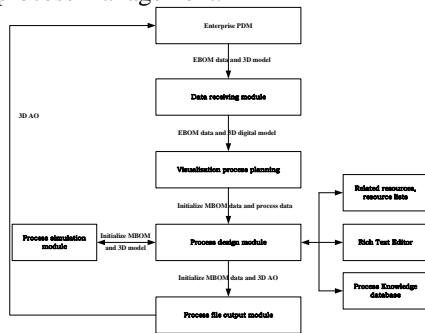 Enterprise PDM
EBOM data and 3D model
3D AO
Data receiving module
EBOM data and 3D digital model
Visualisation process planning
Initialize MBOM data and process data
Related resources,
resource lists
Process simulation
module
Initialize MBOM
and 3D model
Process design module
Rich Text Editor
Initialize MBOM data and 3D AO
Process Knowledge
database
Process file output module